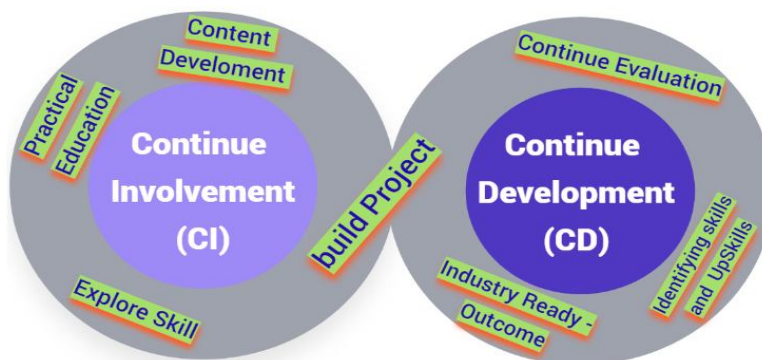 Content
Develoment
Practical
Education
Continue
Involvement
(CI)
Explore Skill
build Project
Continue Evaluation
Continue
Development
(CD)
Identifying skills
and UpSkills
Industry Ready -
Outcome